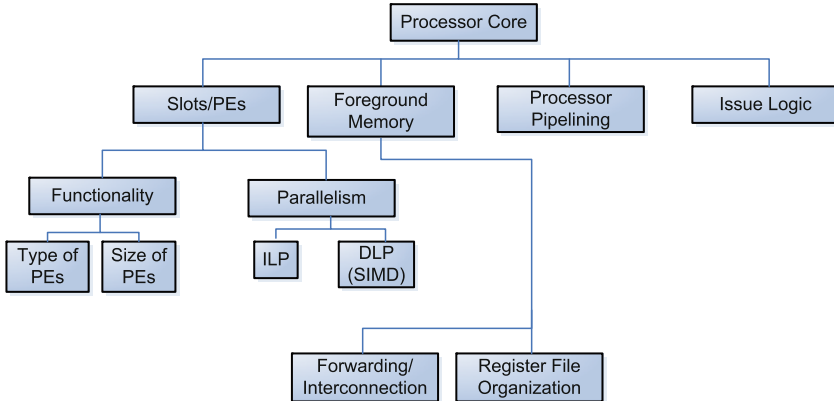 Processor Core
Slots/PEs
Foreground
Memory
Processor
Pipelining
Issue Logic
Functionality
Parallelism
Type of
PEs
Size of
PEs
ILP
DLP
(SIMD)
Forwarding/
Interconnection
Register File
Organization